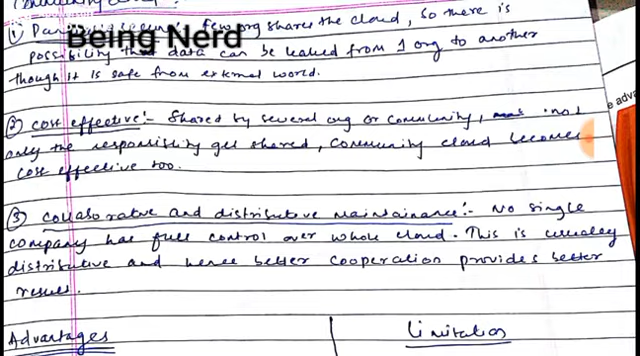 Being Nerd
① few org shares the cloud, so there is
possibility that data can be leaked from 1 org to another
though it is safe from external world.
② cost effective:- Shared by several org or community, not
only the responsibility get shared, community cloud becomes
cost effective too.
③ Collaborative and distributive maintainance:- No single
company has full control over whole cloud. This is usually
distributive and hence better cooperation provides better
result.
Advantages
Limitation
e adva